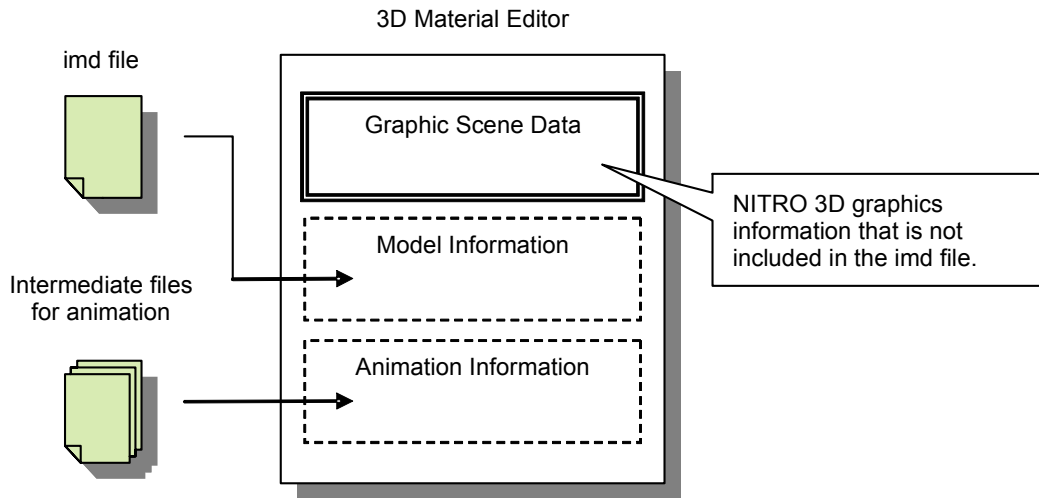 3D Material Editor
imd file
Graphic Scene Data
NITRO 3D graphics
information that is not
included in the imd file.
Model Information
Intermediate files
for animation
Animation Information